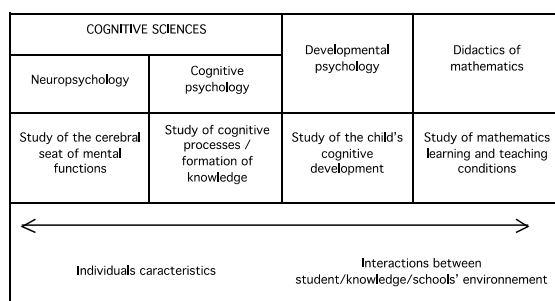 COGNITIVE SCIENCES
Developmental
psychology
Didactics of
mathematics
Neuropsychology
Cognitive
psychology
Study of the cerebral
seat of mental
functions
Study of cognitive
processes /
formation of
knowledge
Study of the child's
cognitive
development
Study of mathematics
learning and teaching
conditions
Individuals caracteristics
Interactions between
student/knowledge/schools' environnement